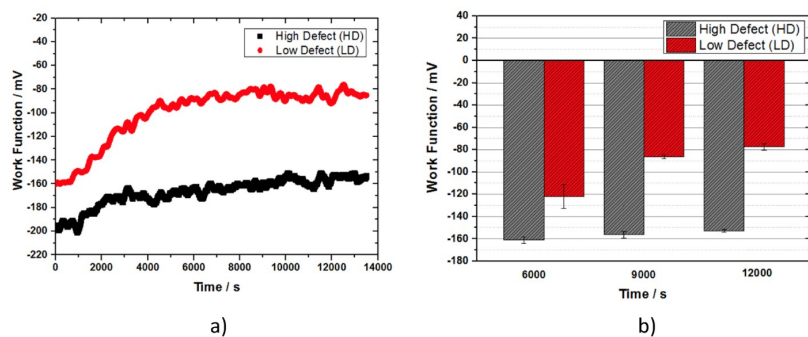 -20
-40
-60
-80
-100
-120
-140
-160
-180
-200
-220
Work Function / mV
High Defect (HD)
Low Defect (LD)
0 2000 4000 6000 8000 10000 12000 14000
Time / s
a)
40
20
0
-20
-40
-60
-80
-100
-120
-140
-160
-180
Work Function / mV
High Defect (HD)
Low Defect (LD)
6000 9000 12000
Time / s
b)